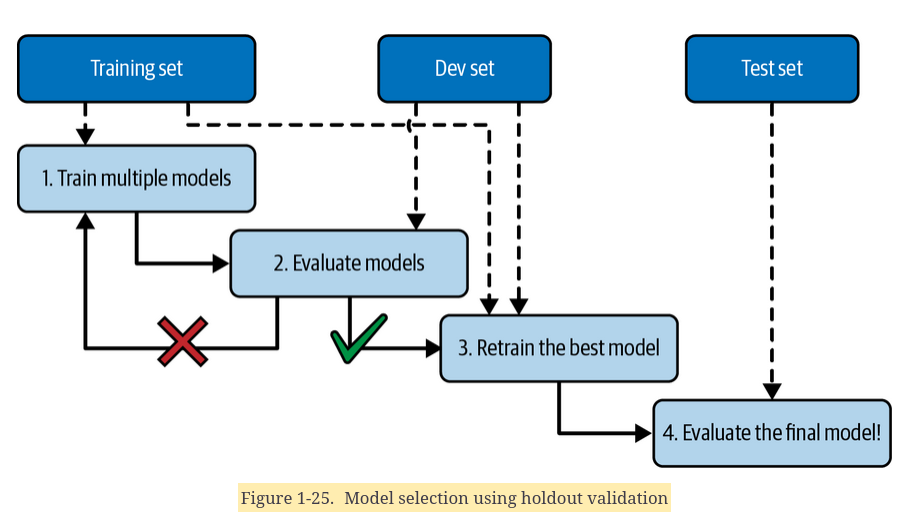 Training set
Dev set
Test set
1. Train multiple models
2. Evaluate models
3. Retrain the best model
4. Evaluate the final model!
Figure 1-25. Model selection using holdout validation